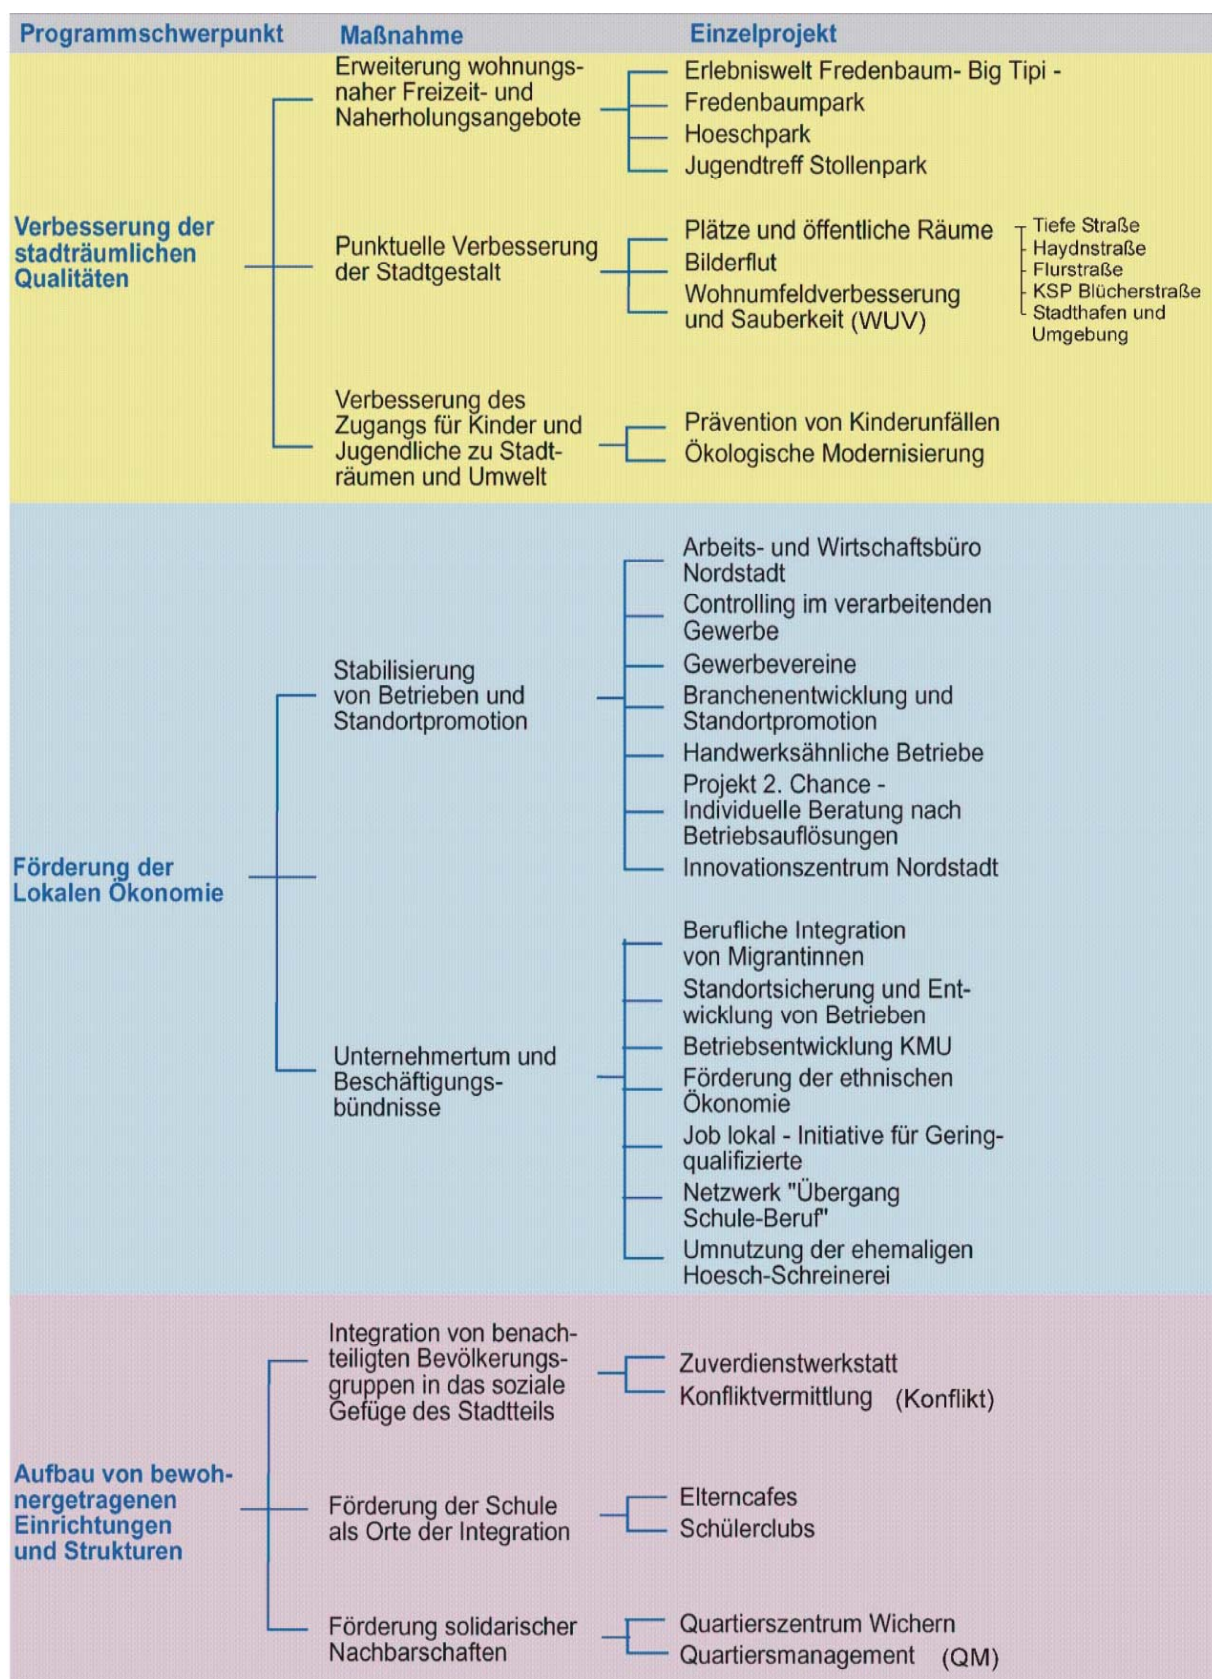 Programmschwerpunkt Maßnahme Einzelprojekt
Verbesserung der
stadträumlichen
Qualitäten
Erweiterung wohnungs-
naher Freizeit- und
Naherholungsangebote
Erlebniswelt Fredenbaum- Big Tipi -
Fredenbaumpark
Hoeschpark
Jugendtreff Stollenpark
Punktuelle Verbesserung
der Stadtgestalt
Plätze und öffentliche Räume
Tiefe Straße
Haydnstraße
Flurstraße
KSP Blücherstraße
Stadthafen und
Umgebung
Bilderflut
Wohnumfeldverbesserung
und Sauberkeit (WUV)
Verbesserung des
Zugangs für Kinder und
Jugendliche zu Stadt-
räumen und Umwelt
Prävention von Kinderunfällen
Ökologische Modernisierung
Förderung der
Lokalen Ökonomie
Stabilisierung
von Betrieben und
Standortpromotion
Arbeits- und Wirtschaftsbüro
Nordstadt
Controlling im verarbeitenden
Gewerbe
Gewerbevereine
Branchenentwicklung und
Standortpromotion
Handwerksähnliche Betriebe
Projekt 2. Chance -
Individuelle Beratung nach
Betriebsauflösungen
Innovationszentrum Nordstadt
Unternehmertum und
Beschäftigungs-
bündnisse
Berufliche Integration
von Migrantinnen
Standortsicherung und Ent-
wicklung von Betrieben
Betriebsentwicklung KMU
Förderung der ethnischen
Ökonomie
Job lokal - Initiative für Gering-
qualifizierte
Netzwerk "Übergang
Schule-Beruf"
Umnutzung der ehemaligen
Hoesch-Schreinerei
Aufbau von bewoh-
nergetragenen
Einrichtungen
und Strukturen
Integration von benach-
teiligten Bevölkerungs-
gruppen in das soziale
Gefüge des Stadtteils
Zuverdienstwerkstatt
Konfliktvermittlung (Konflikt)
Förderung der Schule
als Orte der Integration
Elterncafes
Schülerclubs
Förderung solidarischer
Nachbarschaften
Quartierszentrum Wichern
Quartiersmanagement (QM)